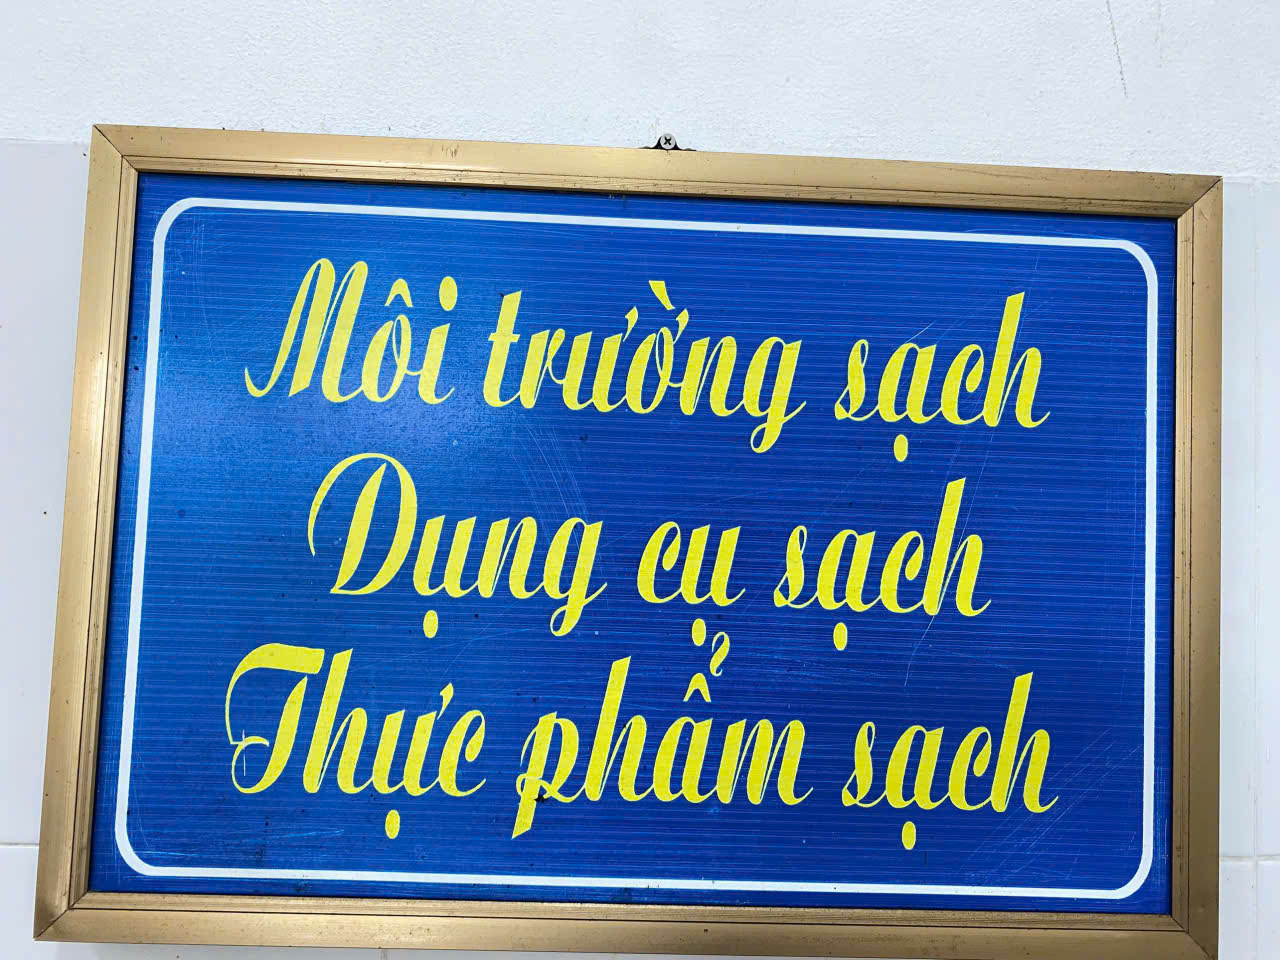 Môi trường sạch
Dụng cụ sạch
Thực phẩm sạch